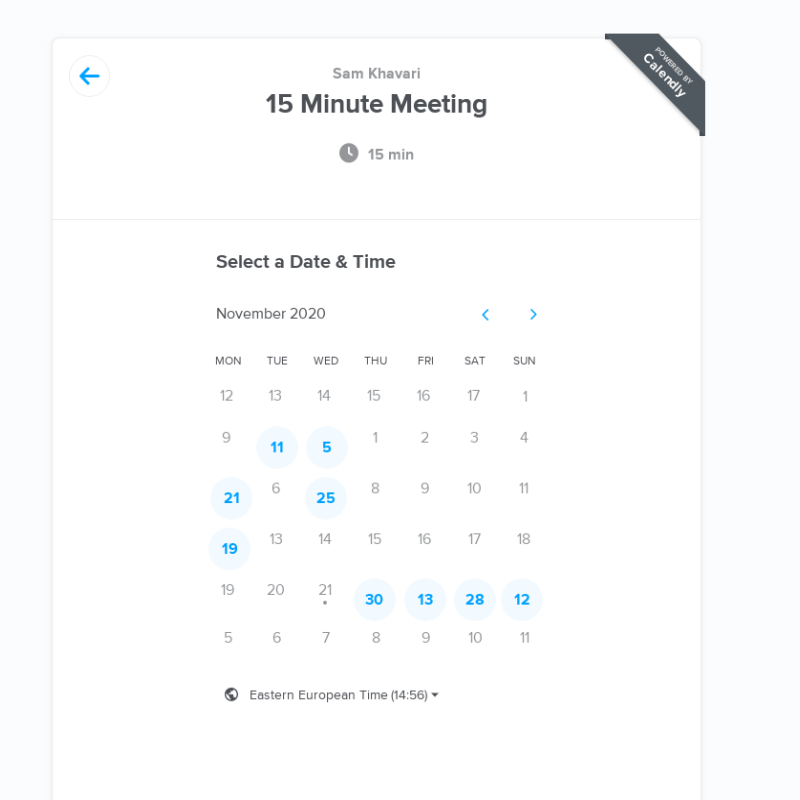 POWERED BY
Calendly
Sam Khavari
15 Minute Meeting
15 min
Select a Date & Time
November 2020
MON TUE WED THU FRI SAT SUN
12 13 14 15 16 17 1
9 11 5 1 2 3 4
21 6 25 8 9 10 11
19 13 14 15 16 17 18
19 20 21 30 13 28 12
5 6 7 8 9 10 11
Eastern European Time (14:56)